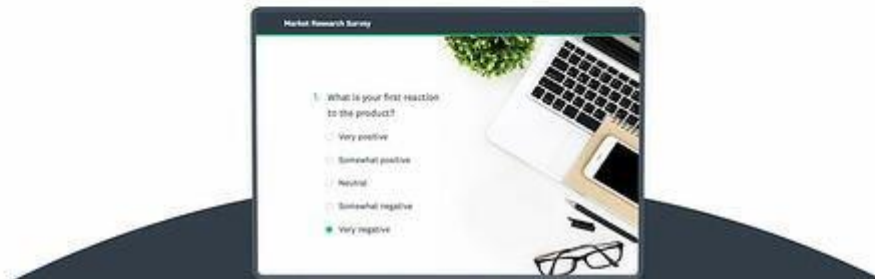 Market Research Survey
1. What is your first reaction
to the product?
Very positive
Somewhat positive
Neutral
Somewhat negative
Very negative